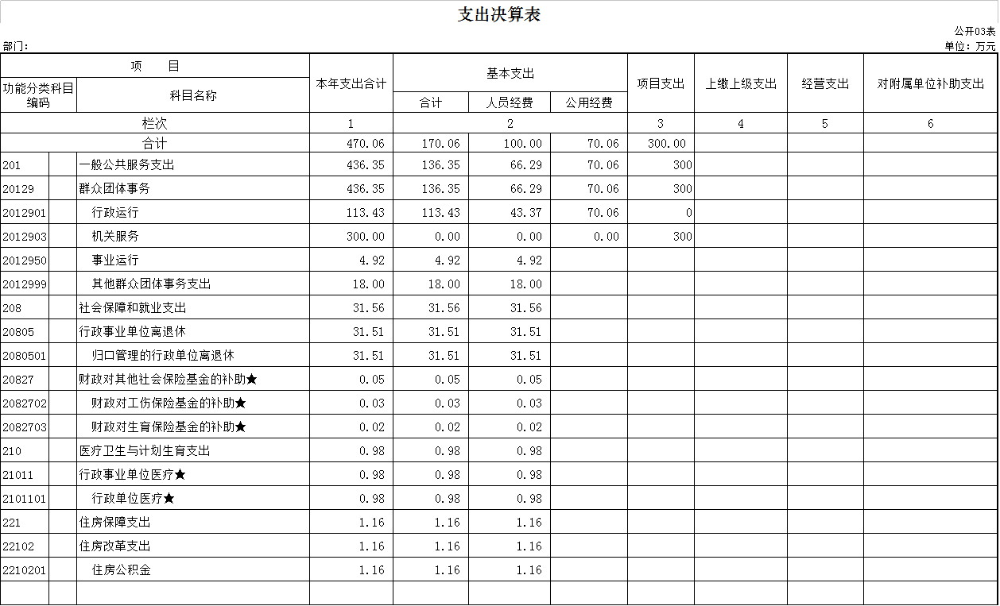 支出决算表
公开03表
部门: 单位: 万元
项 目 本年支出合计 基本支出 项目支出 上缴上级支出 经营支出 对附属单位补助支出
功能分类科目编码 科目名称 合计 人员经费 公用经费
栏次 1 2 3 4 5 6
合计 470.06 170.06 100.00 70.06 300.00
201 一般公共服务支出 436.35 136.35 66.29 70.06 300
20129 群众团体事务 436.35 136.35 66.29 70.06 300
2012901 行政运行 113.43 113.43 43.37 70.06 0
2012903 机关服务 300.00 0.00 0.00 0.00 300
2012950 事业运行 4.92 4.92 4.92
2012999 其他群众团体事务支出 18.00 18.00 18.00
208 社会保障和就业支出 31.56 31.56 31.56
20805 行政事业单位离退休 31.51 31.51 31.51
2080501 归口管理的行政单位离退休 31.51 31.51 31.51
20827 财政对其他社会保险基金的补助★ 0.05 0.05 0.05
2082702 财政对工伤保险基金的补助★ 0.03 0.03 0.03
2082703 财政对生育保险基金的补助★ 0.02 0.02 0.02
210 医疗卫生与计划生育支出 0.98 0.98 0.98
21011 行政事业单位医疗★ 0.98 0.98 0.98
2101101 行政单位医疗★ 0.98 0.98 0.98
221 住房保障支出 1.16 1.16 1.16
22102 住房改革支出 1.16 1.16 1.16
2210201 住房公积金 1.16 1.16 1.16